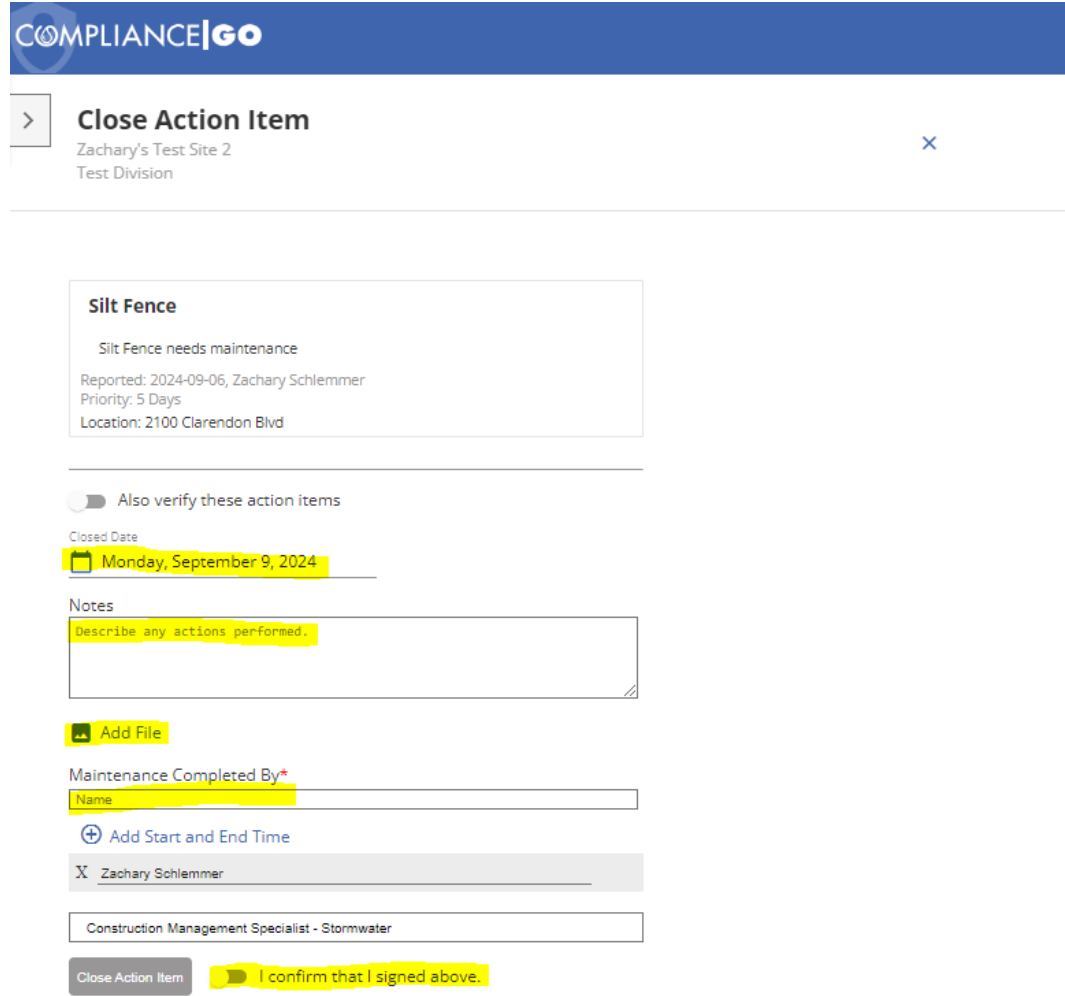 COMPLIANCE|GO
Close Action Item
Zachary's Test Site 2
Test Division
Silt Fence
Silt Fence needs maintenance
Reported: 2024-09-06, Zachary Schlemmer
Priority: 5 Days
Location: 2100 Clarendon Blvd
Also verify these action items
Closed Date
Monday, September 9, 2024
Notes
Describe any actions performed.
Add File
Maintenance Completed By*
Name
Add Start and End Time
X Zachary Schlemmer
Construction Management Specialist - Stormwater
Close Action Item I confirm that I signed above.